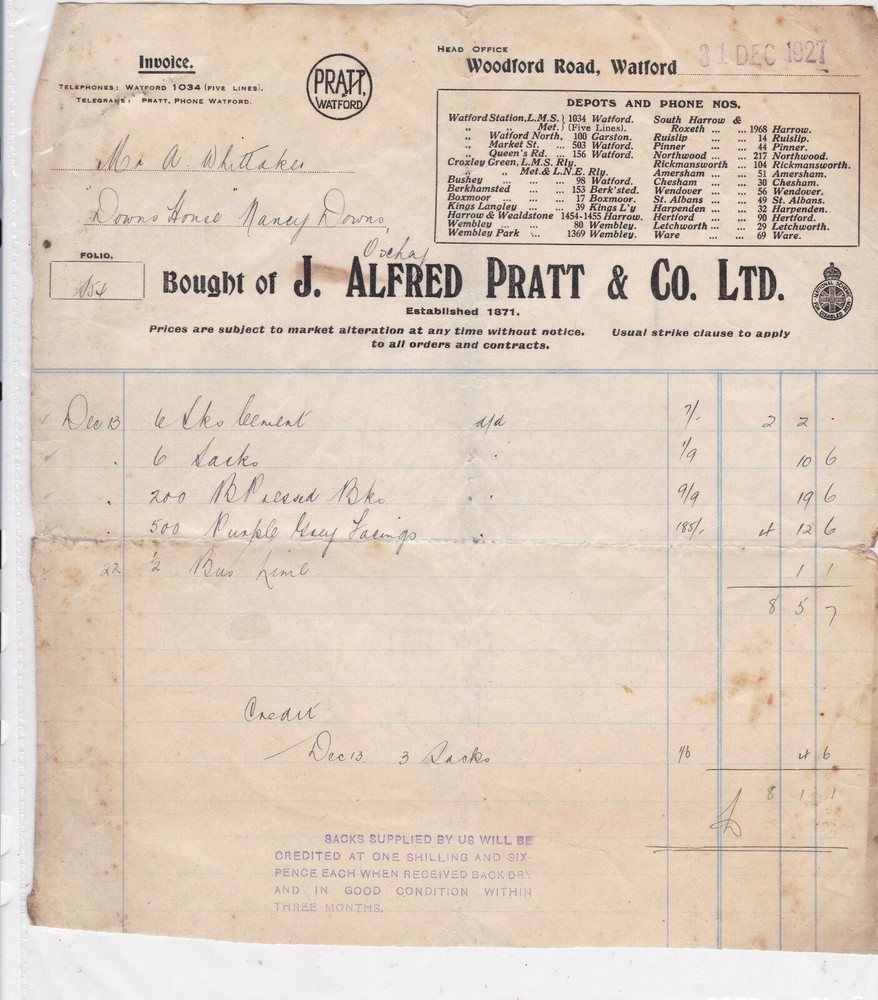 Invoice.
TELEPHONES: WATFORD 1034 (FIVE LINES).
TELEGRAMS: PRATT, PHONE WATFORD.
PRATT,
WATFORD
HEAD OFFICE
Woodford Road, Watford 31 DEC 1927
DEPOTS AND PHONE NOS.
Watford Station, L.M.S. } 1034 Watford.
„ „ Met. } (Five Lines).
„ Watford North. 100 Garston.
„ Market St. ... 503 Watford.
„ Queen's Rd. ... 156 Watford.
Croxley Green, L.M.S. Rly.
„ „ Met. & L.N.E. Rly.
Bushey ... ... ... 98 Watford.
Berkhamsted ... 153 Berk'sted.
Boxmoor ... ... 17 Boxmoor.
Kings Langley ... 39 Kings L'y
Harrow & Wealdstone 1454-1455 Harrow.
Wembley ... ... 80 Wembley.
Wembley Park ... 1369 Wembley.
South Harrow &
Roxeth ... ... 1968 Harrow.
Ruislip ... ... 14 Ruislip.
Pinner ... ... 44 Pinner.
Northwood ... ... 217 Northwood.
Rickmansworth ... 104 Rickmansworth.
Amersham ... ... 51 Amersham.
Chesham ... ... 30 Chesham.
Wendover ... ... 56 Wendover.
St. Albans ... ... 49 St. Albans.
Harpenden ... ... 32 Harpenden.
Hertford ... ... 90 Hertford.
Letchworth ... ... 29 Letchworth.
Ware ... ... 69 Ware.
Mr A. Whittaker
"Downs House" Nancy Downs,
Oxhey
FOLIO.
Bought of J. ALFRED PRATT & CO. LTD.
Established 1871.
NATIONAL SCHEME FOR DISABLED MEN
Prices are subject to market alteration at any time without notice. Usual strike clause to apply
to all orders and contracts.
Dec 13 6 Sks Cement d/d 7/- 2 2 .
. 6 Sacks . 1/9 10 6
. 200 B Pressed Bks . . 9/9 19 6
. 500 Purple Grey Facings . 185/- 4 12 6
22 ½ Bus Lime 1 1
8 5 7
Credit
Dec 13. 3 Sacks 1/6 4 6
8 1 1
SACKS SUPPLIED BY US WILL BE
CREDITED AT ONE SHILLING AND SIX-
PENCE EACH WHEN RECEIVED BACK DRY
AND IN GOOD CONDITION WITHIN
THREE MONTHS.